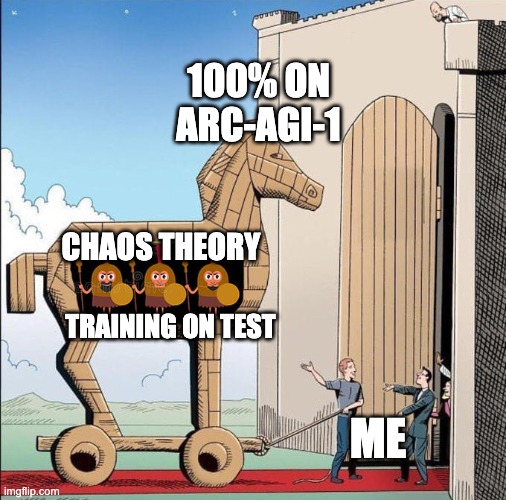 100% ON
ARC-AGI-1
CHAOS THEORY
TRAINING ON TEST
ME
imgflip.com